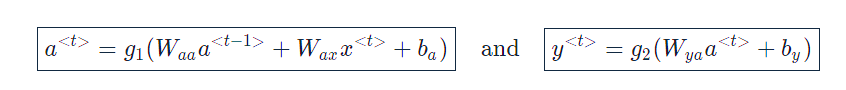 a^{<t>} = g_1(W_{aa}a^{<t-1>} + W_{ax}x^{<t>} + b_a) and y^{<t>} = g_2(W_{ya}a^{<t>} + b_y)